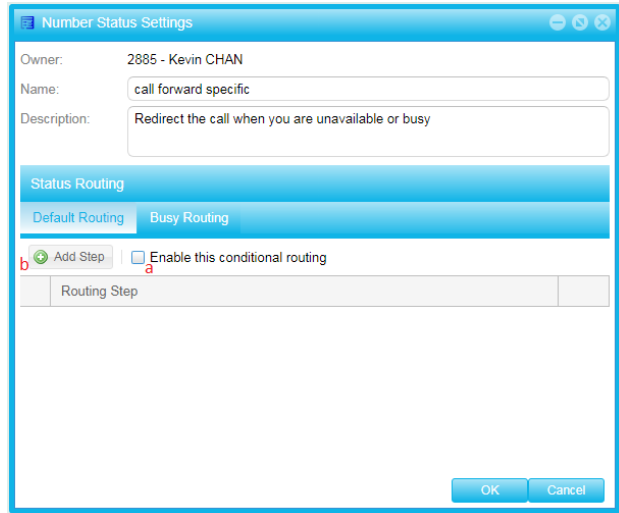 Number Status Settings
Owner: 2885 - Kevin CHAN
Name: call forward specific
Description: Redirect the call when you are unavailable or busy
Status Routing
Default Routing Busy Routing
b Add Step a Enable this conditional routing
Routing Step
OK Cancel